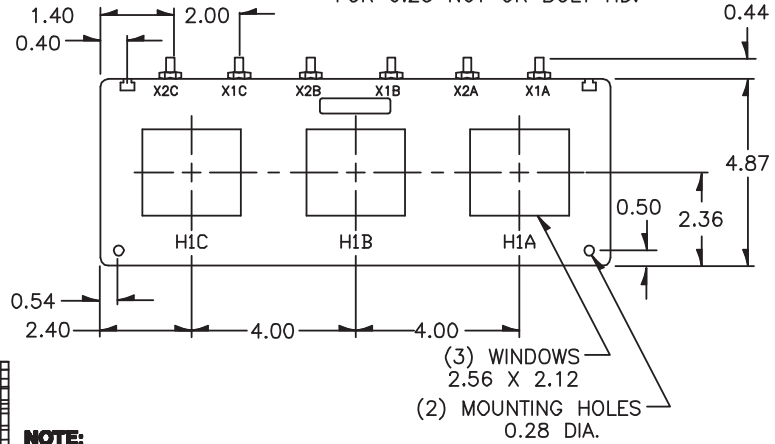 FOR 0.25 NUT OR BOLT HD.
1.40
2.00
0.44
0.40
X2C X1C X2B X1B X2A X1A
4.87
0.50
2.36
H1C H1B H1A
0.54
2.40
4.00
4.00
(3) WINDOWS
2.56 X 2.12
(2) MOUNTING HOLES
0.28 DIA.
NOTE: